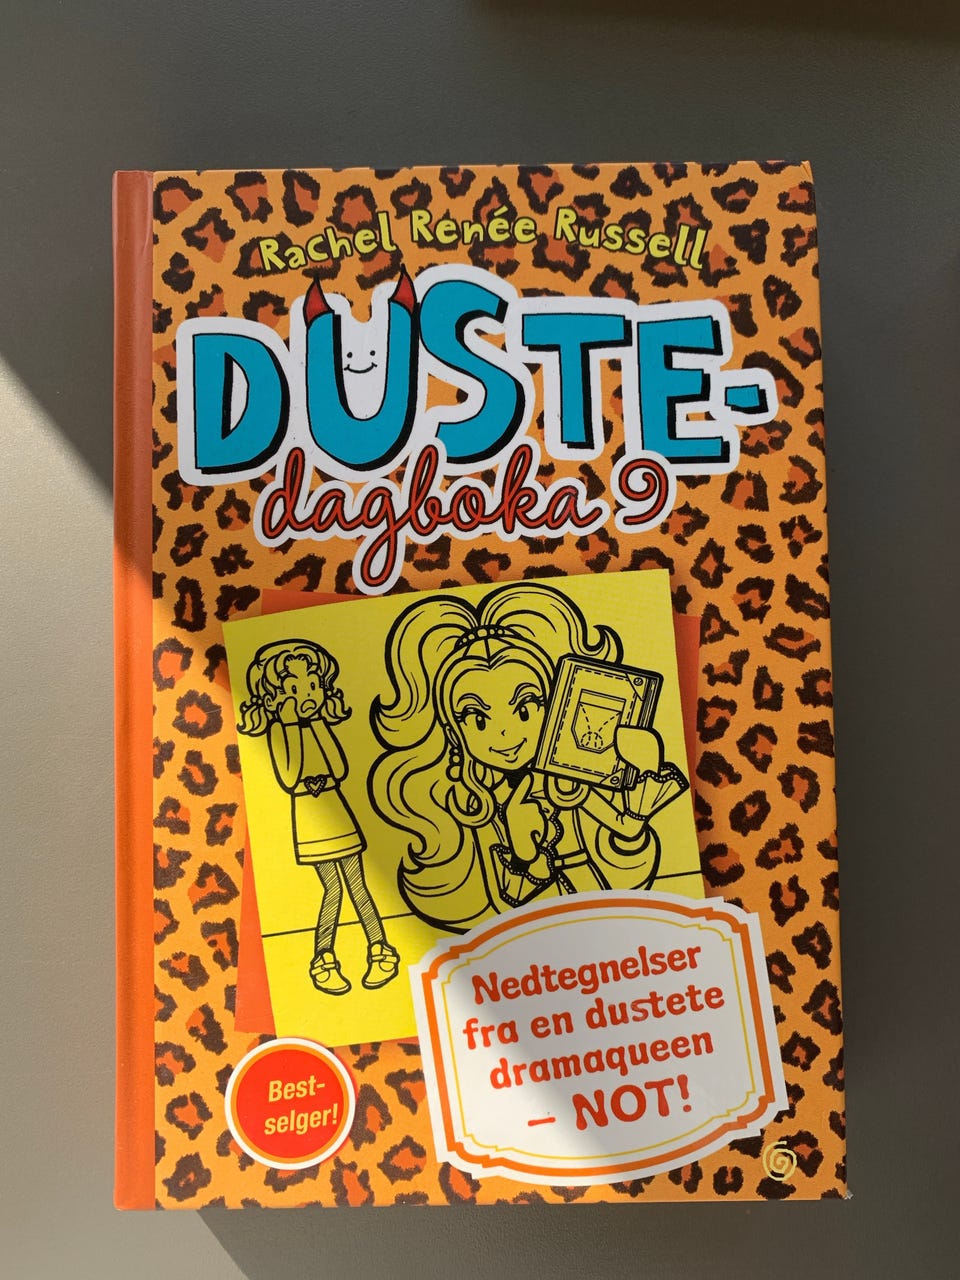 Rachel Renée Russell
DUSTE-
dagboka 9
Nedtegnelser
fra en dustete
dramaqueen
– NOT!
Best-
selger!